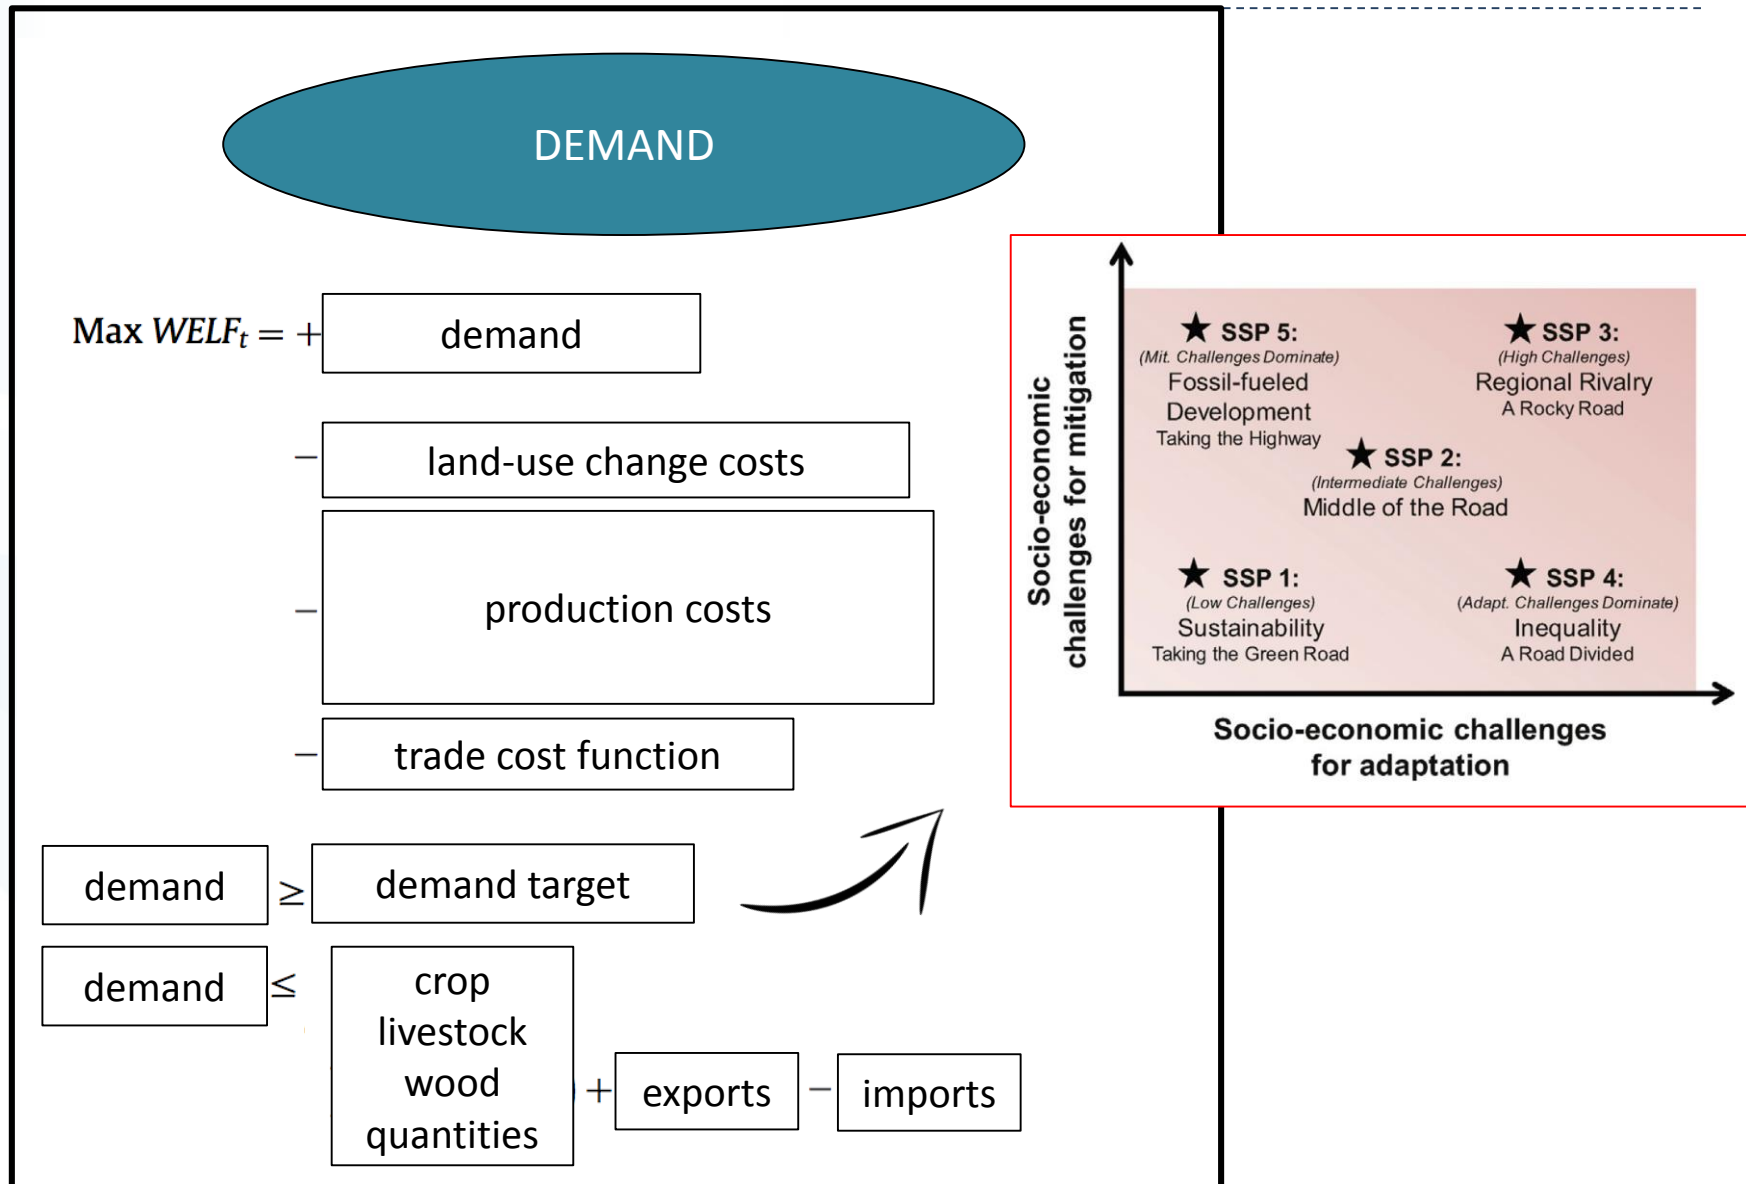 DEMAND
Max WELFₜ = + demand
− land-use change costs
− production costs
− trade cost function
demand ≥ demand target
demand ≤ crop
livestock
wood
quantities
) + exports − imports
Socio-economic
challenges for mitigation
★ SSP 5:
(Mit. Challenges Dominate)
Fossil-fueled
Development
Taking the Highway
★ SSP 3:
(High Challenges)
Regional Rivalry
A Rocky Road
★ SSP 2:
(Intermediate Challenges)
Middle of the Road
★ SSP 1:
(Low Challenges)
Sustainability
Taking the Green Road
★ SSP 4:
(Adapt. Challenges Dominate)
Inequality
A Road Divided
Socio-economic challenges
for adaptation